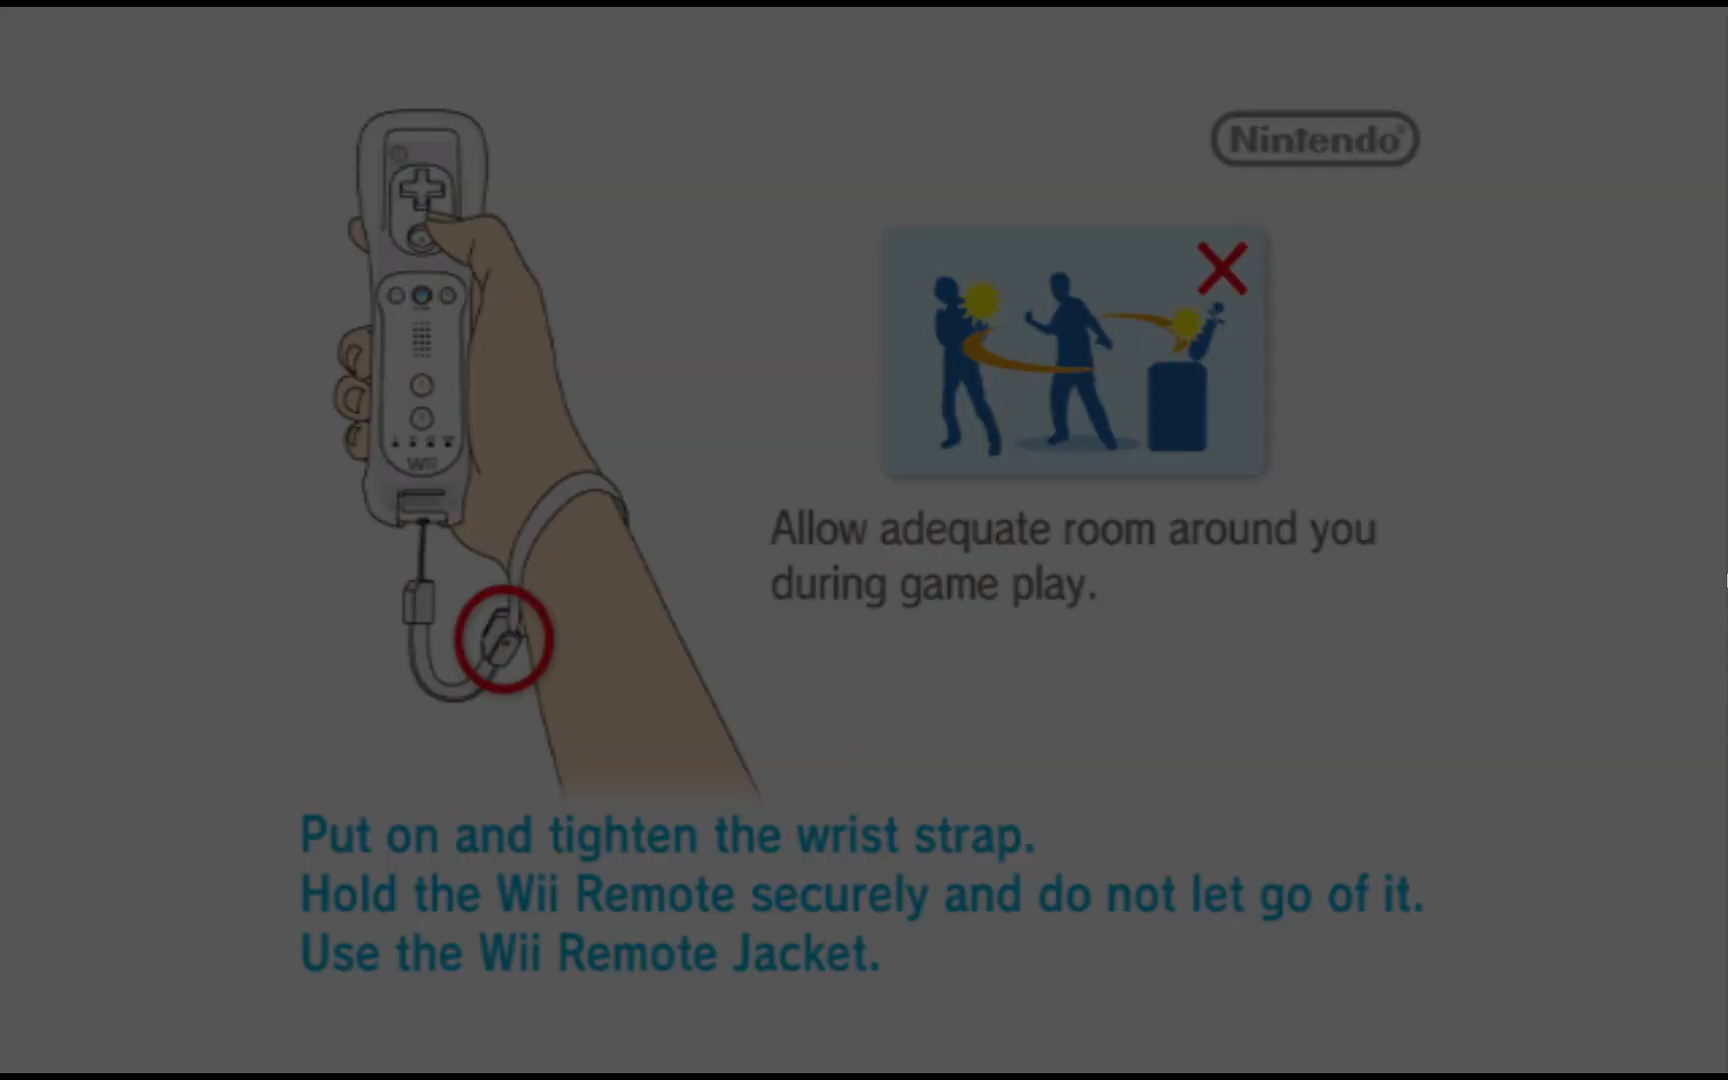 Nintendo®
Wii
Allow adequate room around you
during game play.
Put on and tighten the wrist strap.
Hold the Wii Remote securely and do not let go of it.
Use the Wii Remote Jacket.